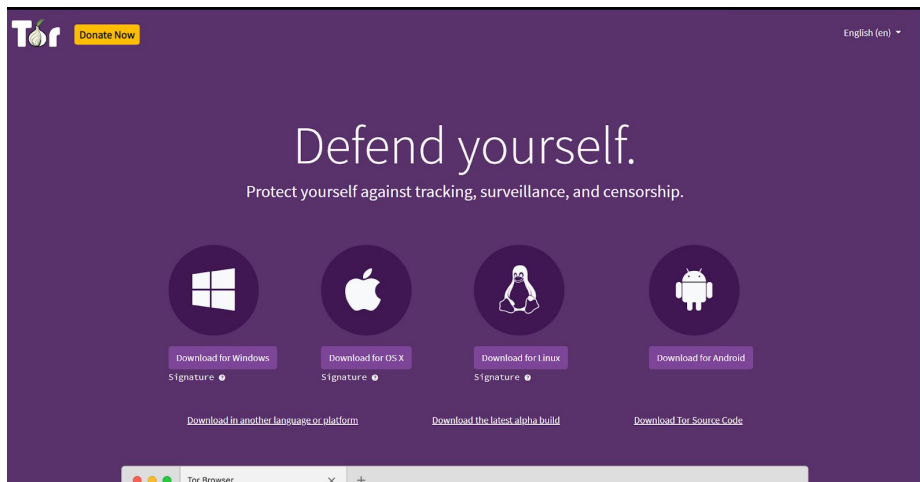 Tor
Donate Now
English (en)
Defend yourself.
Protect yourself against tracking, surveillance, and censorship.
Download for Windows
Download for OS X
Download for Linux
Download for Android
Signature
Signature
Signature
Download in another language or platform
Download the latest alpha build
Download Tor Source Code
Tor Browser